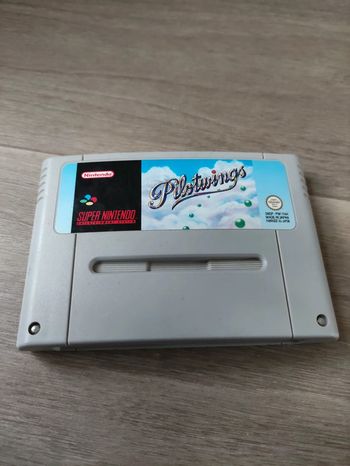 Nintendo
Pilotwings
SUPER NINTENDO
ENTERTAINMENT SYSTEM
MADE IN JAPAN